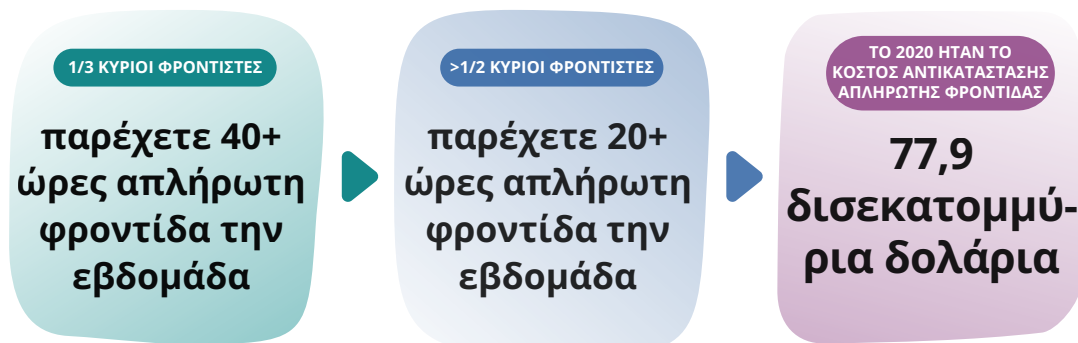 1/3 ΚΥΡΙΟΙ ΦΡΟΝΤΙΣΤΕΣ
παρέχετε 40+
ώρες απλήρωτη
φροντίδα την
εβδομάδα
>1/2 ΚΥΡΙΟΙ ΦΡΟΝΤΙΣΤΕΣ
παρέχετε 20+
ώρες απλήρωτη
φροντίδα την
εβδομάδα
ΤΟ 2020 ΗΤΑΝ ΤΟ
ΚΟΣΤΟΣ ΑΝΤΙΚΑΤΑΣΤΑΣΗΣ
ΑΠΛΗΡΩΤΗΣ ΦΡΟΝΤΙΔΑΣ
77,9
δισεκατομμύ-
ρια δολάρια